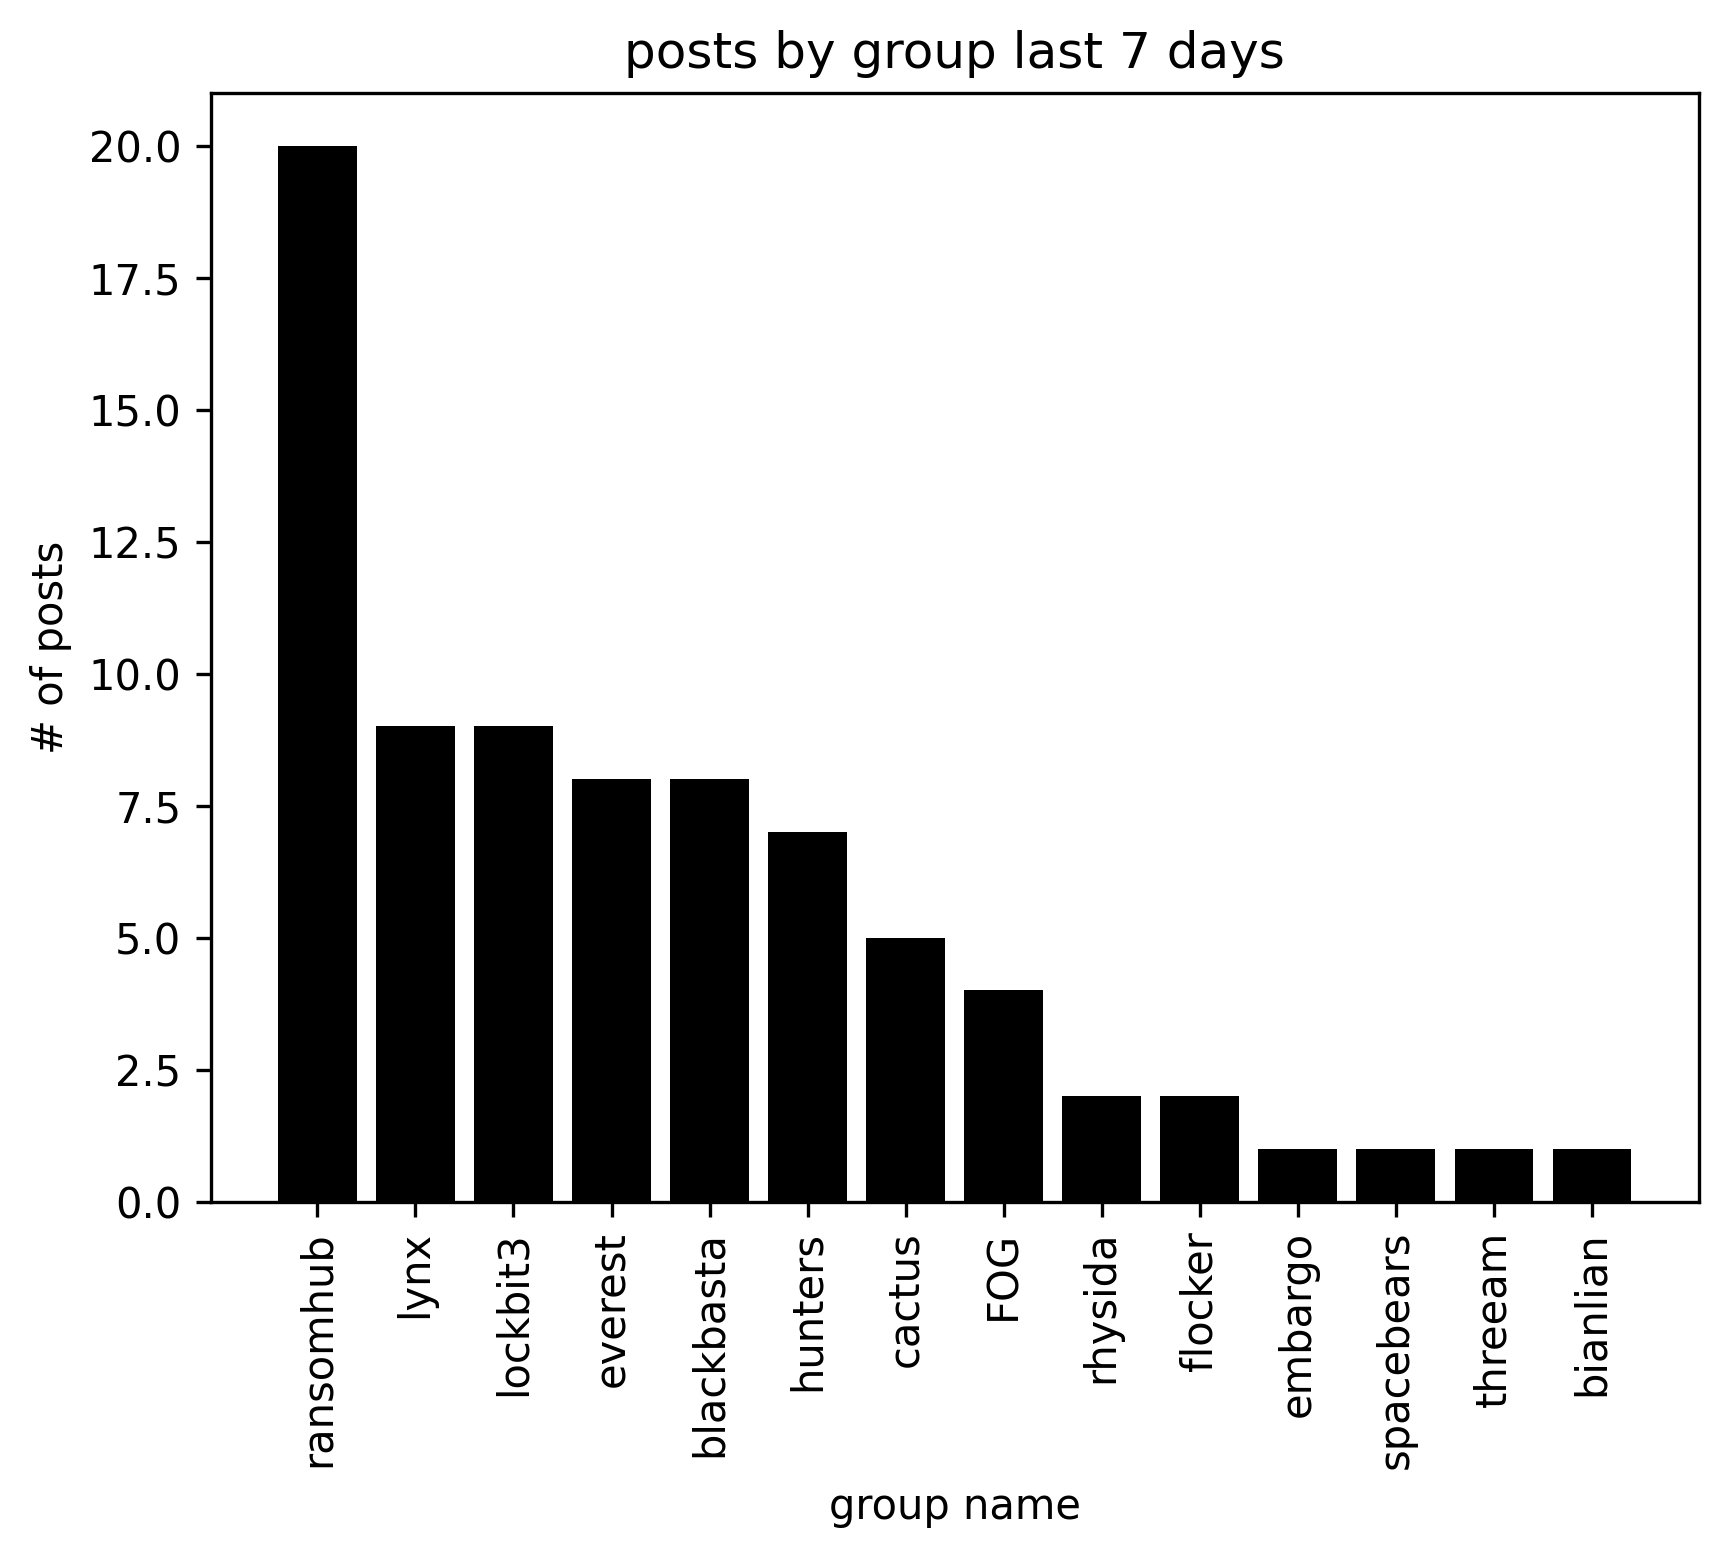 posts by group last 7 days
# of posts
20.0
17.5
15.0
12.5
10.0
7.5
5.0
2.5
0.0
ransomhub
lynx
lockbit3
everest
blackbasta
hunters
cactus
FOG
rhysida
flocker
embargo
spacebears
threeam
bianlian
group name